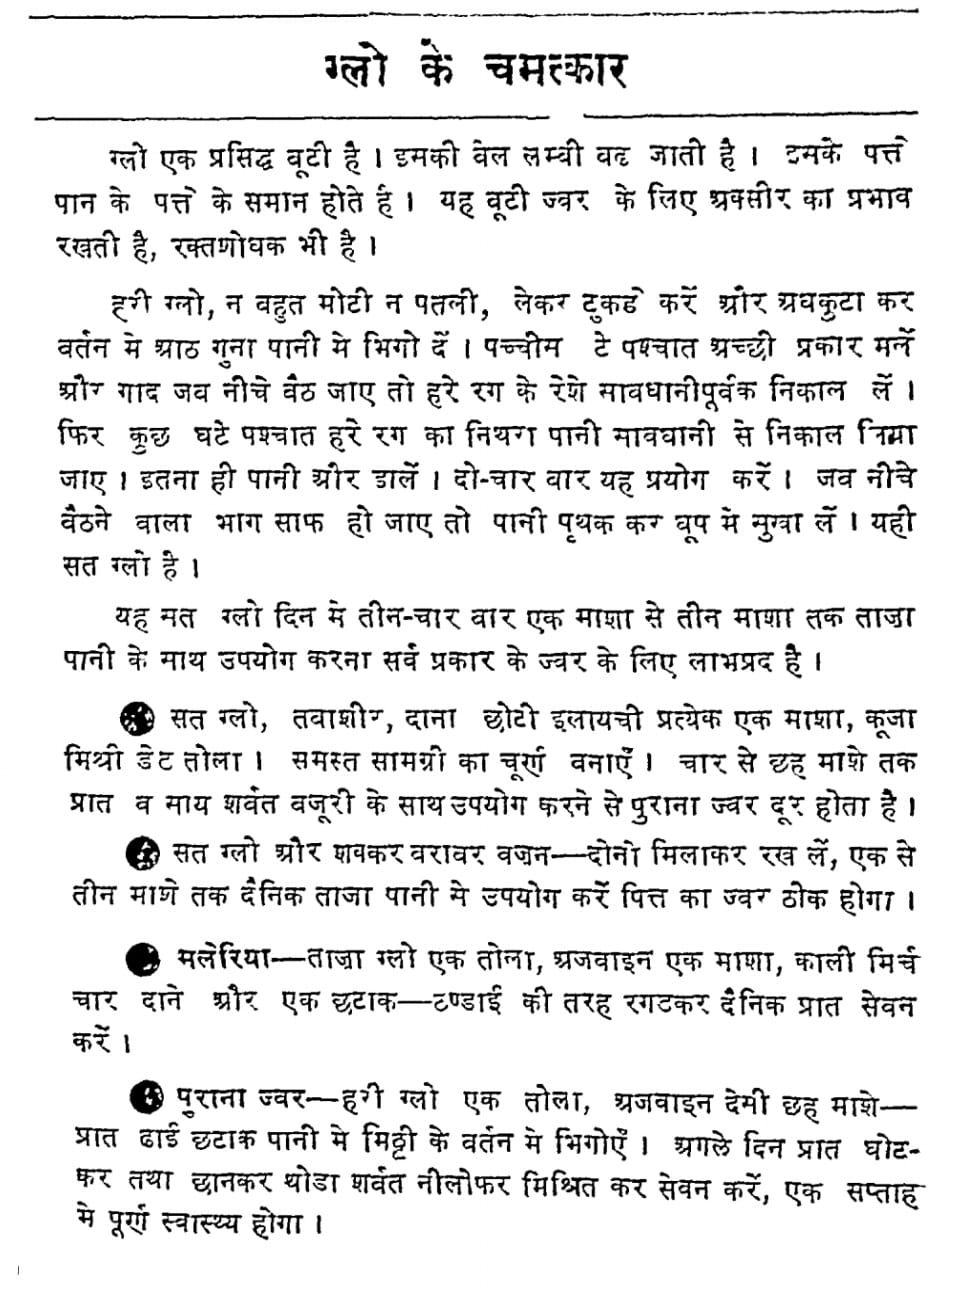 ग्लो के चमत्कार
ग्लो एक प्रसिद्ध बूटी है । इसकी बेल लम्बी बढ जाती है । इसके पत्ते
पान के पत्ते के समान होते है । यह बूटी ज्वर के लिए अक्सीर का प्रभाव
रखती है, रक्तशोधक भी है ।
हरी ग्लो, न बहुत मोटी न पतली, लेकर टुकडे करें और अधकुटा कर
बर्तन मे आठ गुना पानी मे भिगो दें । पच्चीस घटे पश्चात अच्छी प्रकार मलें
और गाद जब नीचे बैठ जाए तो हरे रग के रेशे सावधानीपूर्वक निकाल लें ।
फिर कुछ घटे पश्चात हरे रग का निथरा पानी सावधानी से निकाल लिया
जाए । इतना ही पानी और डालें । दो-चार बार यह प्रयोग करें । जब नीचे
बैठने वाला भाग साफ हो जाए तो पानी पृथक कर धूप मे सुखा लें । यही
सत ग्लो है ।
यह सत ग्लो दिन मे तीन-चार बार एक माशा से तीन माशा तक ताजा
पानी के साथ उपयोग करना सर्व प्रकार के ज्वर के लिए लाभप्रद है ।
सत ग्लो, तबाशीर, दाना छोटी इलायची प्रत्येक एक माशा, कूजा
मिश्री डेढ तोला । समस्त सामग्री का चूर्ण बनाएँ । चार से छह माशे तक
प्रात व साय शर्बत बजूरी के साथ उपयोग करने से पुराना ज्वर दूर होता है ।
सत ग्लो और शक्कर बराबर वजन—दोनो मिलाकर रख लें, एक से
तीन माशे तक दैनिक ताजा पानी मे उपयोग करें पित्त का ज्वर ठीक होगा ।
मलेरिया—ताजा ग्लो एक तोला, अजवाइन एक माशा, काली मिर्च
चार दाने और एक छटाक—ठण्डाई की तरह रगडकर दैनिक प्रात सेवन
करें ।
पुराना ज्वर—हरी ग्लो एक तोला, अजवाइन देसी छह माशे—
प्रात ढाई छटाक पानी मे मिट्टी के बर्तन मे भिगोएँ । अगले दिन प्रात घोट-
कर तथा छानकर थोडा शर्बत नीलोफर मिश्रित कर सेवन करें, एक सप्ताह
मे पूर्ण स्वास्थ्य होगा ।